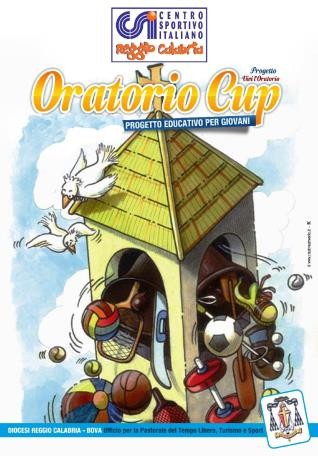 CSI
CENTRO
SPORTIVO
ITALIANO
Reggio Calabria
Progetto
Vivi l'Oratorio
Oratorio Cup
PROGETTO EDUCATIVO PER GIOVANI
DIOCESI REGGIO CALABRIA - BOVA Ufficio per la Pastorale del Tempo Libero, Turismo e Sport